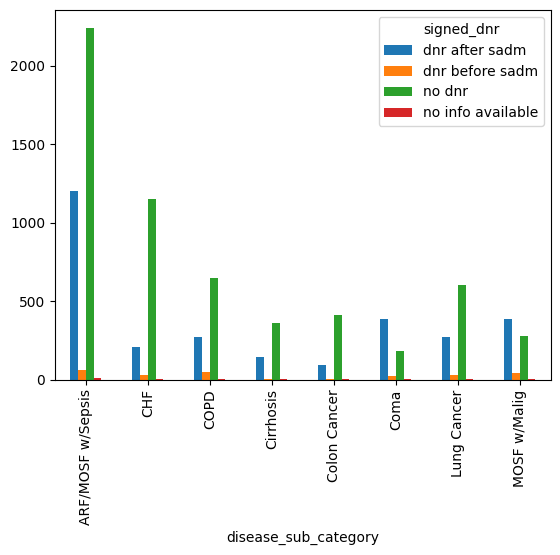 signed_dnr
dnr after sadm
dnr before sadm
no dnr
no info available
2000
1500
1000
500
0
ARF/MOSF w/Sepsis
CHF
COPD
Cirrhosis
Colon Cancer
Coma
Lung Cancer
MOSF w/Malig
disease_sub_category